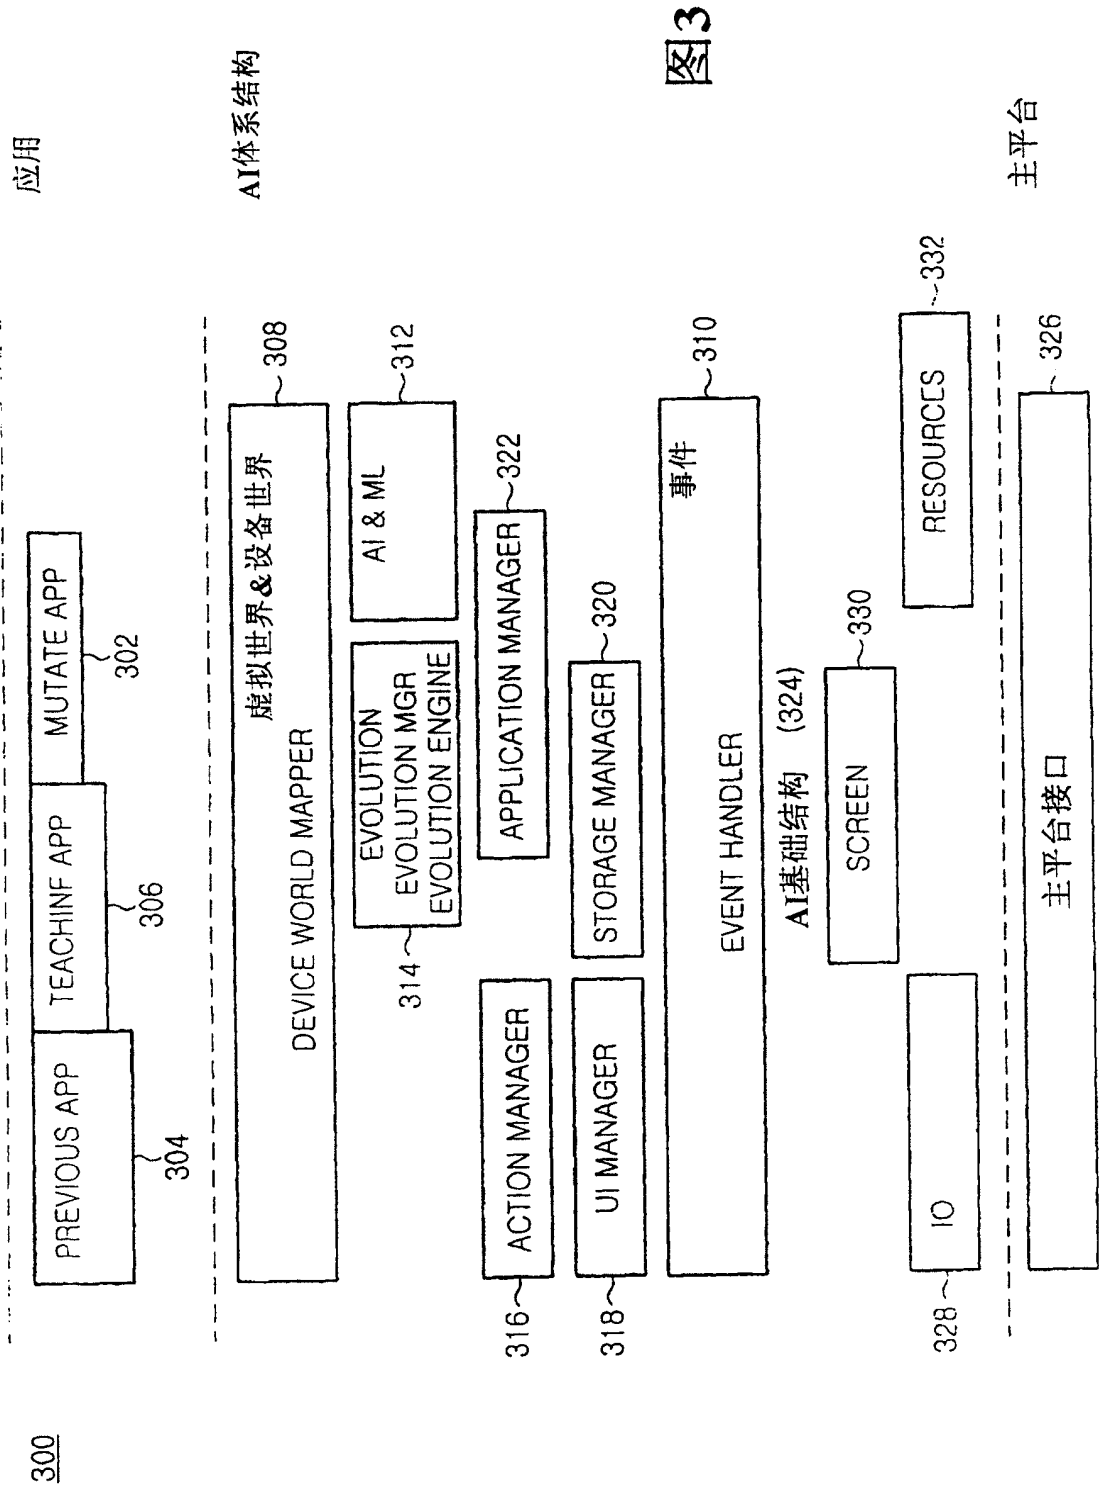 300
应用
PREVIOUS APP
TEACHINF APP
MUTATE APP
304
306
302
AI体系结构
虚拟世界&设备世界
DEVICE WORLD MAPPER
308
EVOLUTION
EVOLUTION MGR
EVOLUTION ENGINE
314
AI & ML
312
316
ACTION MANAGER
APPLICATION MANAGER
322
318
UI MANAGER
STORAGE MANAGER
320
事件
EVENT HANDLER
310
AI基础结构 (324)
SCREEN
330
328
IO
RESOURCES
332
主平台
主平台接口
326
图3